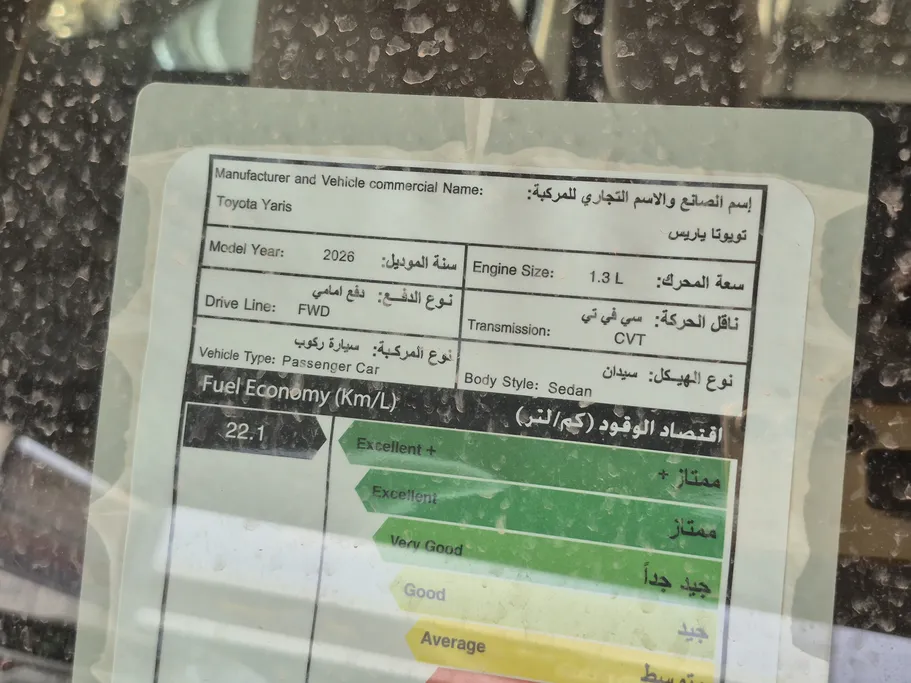 Manufacturer and Vehicle commercial Name: إسم الصانع والاسم التجاري للمركبة:
Toyota Yaris
تويوتا ياريس
Model Year: 2026 سنة الموديل:
Engine Size: 1.3 L سعة المحرك:
نوع الدفع: دفع امامي
Drive Line: FWD
ناقل الحركة: سي في تي
Transmission: CVT
نوع المركبة: سيارة ركوب
Vehicle Type: Passenger Car
نوع الهيكل: سيدان
Body Style: Sedan
Fuel Economy (Km/L) اقتصاد الوقود (كم/لتر)
22.1
Excellent + ممتاز +
Excellent ممتاز
Very Good جيد جداً
Good جيد
Average متوسط